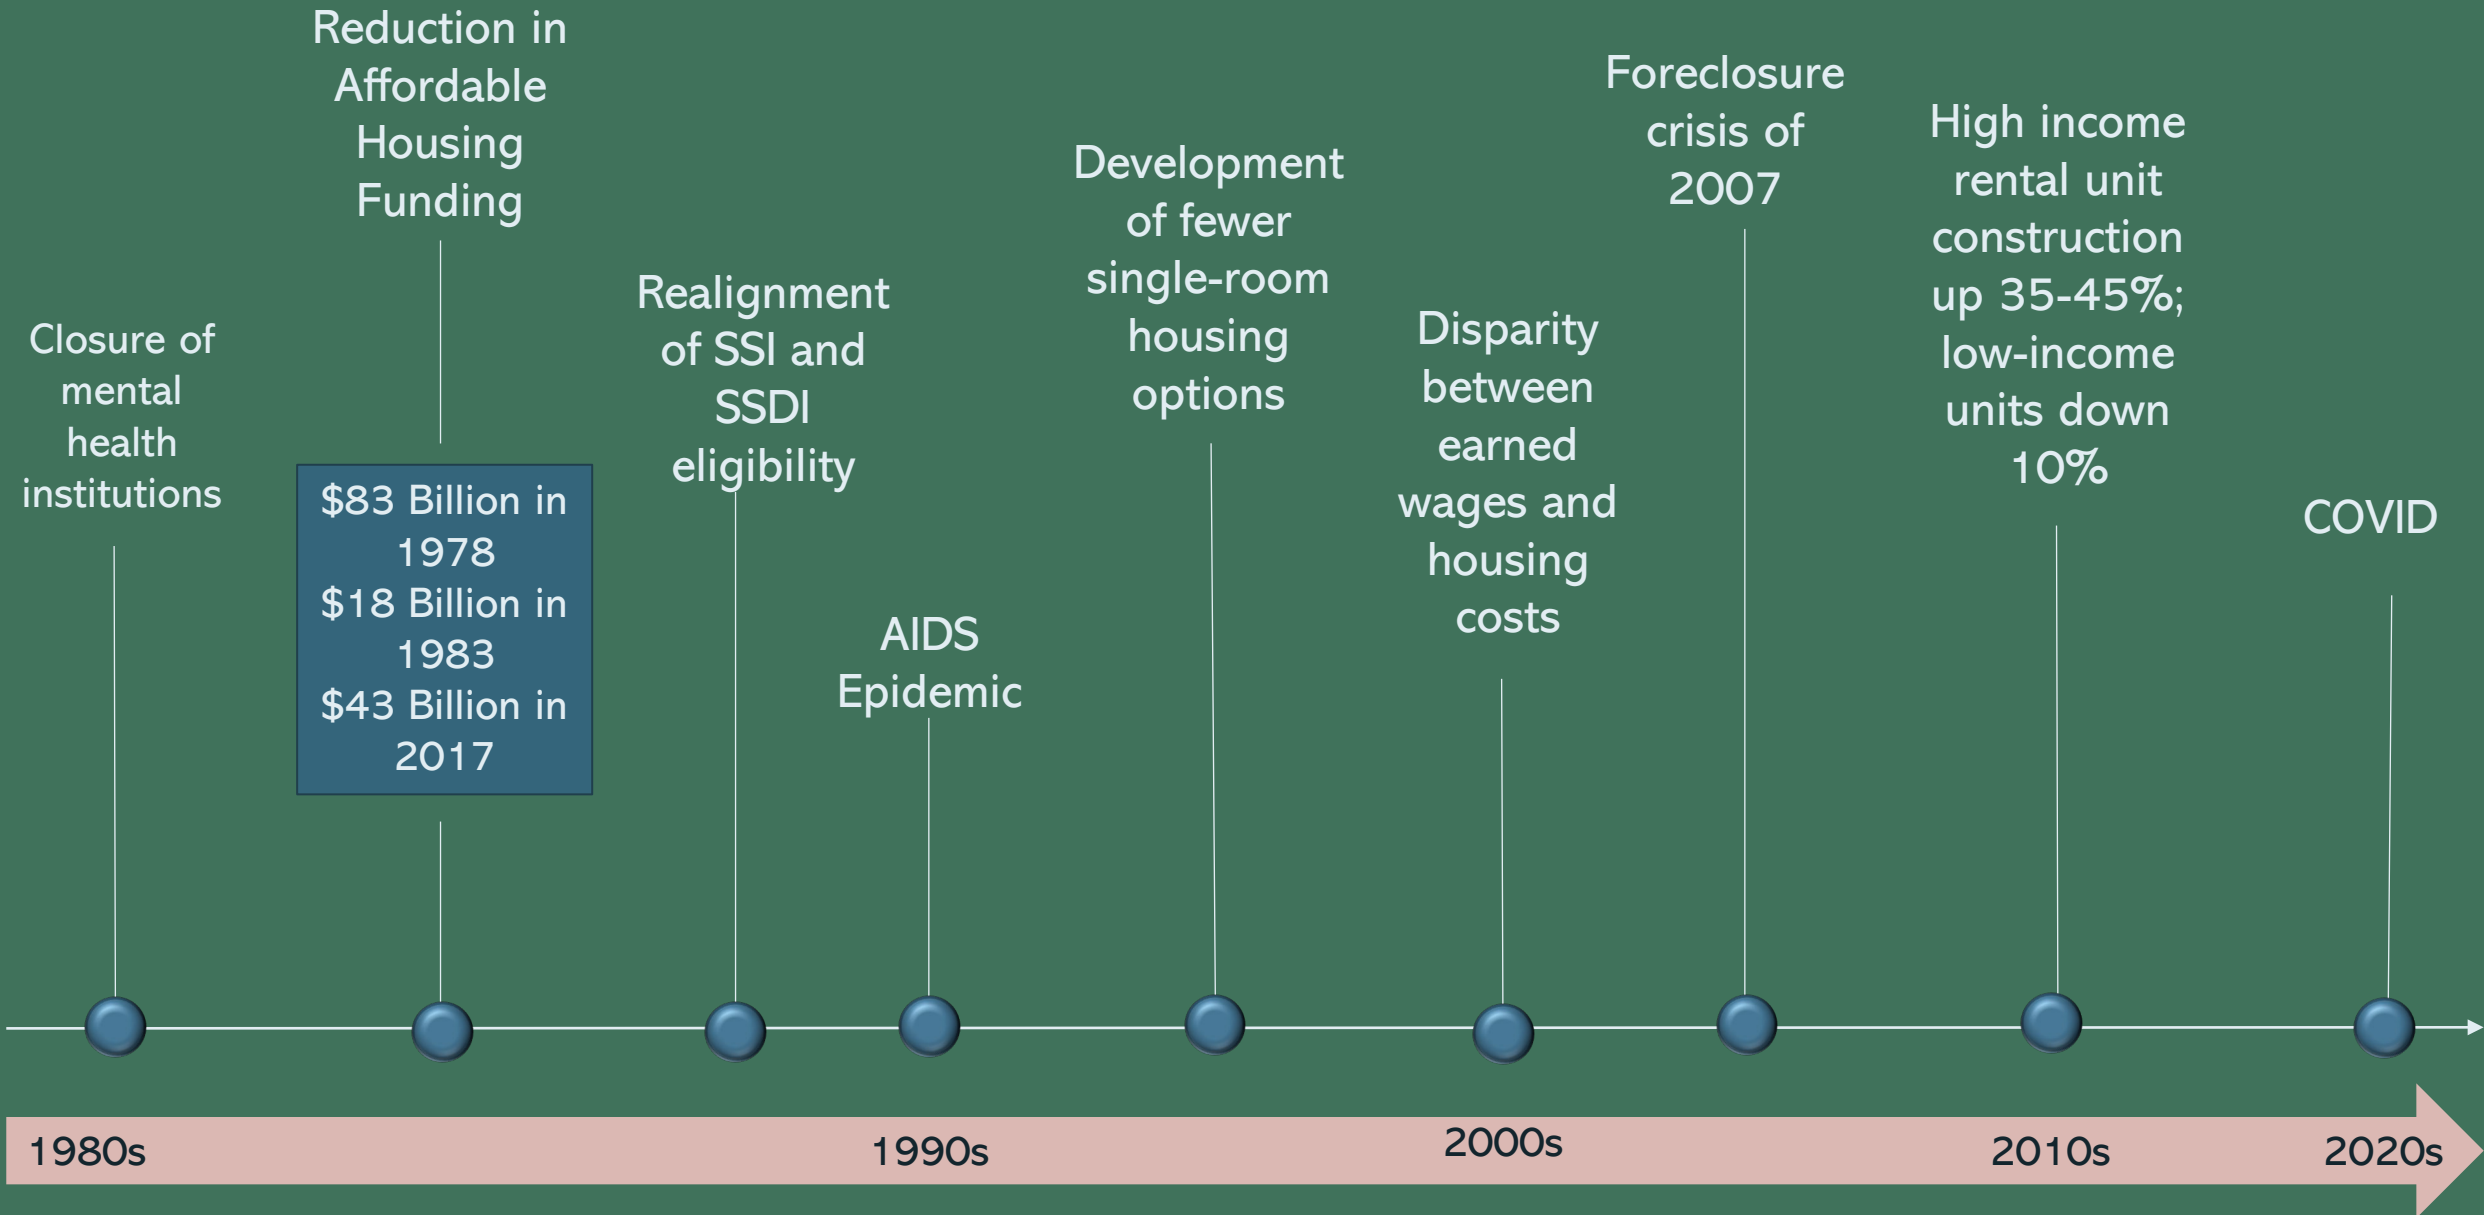 Closure of
mental
health
institutions
Reduction in
Affordable
Housing
Funding
$83 Billion in
1978
$18 Billion in
1983
$43 Billion in
2017
Realignment
of SSI and
SSDI
eligibility
AIDS
Epidemic
Development
of fewer
single-room
housing
options
Disparity
between
earned
wages and
housing
costs
Foreclosure
crisis of
2007
High income
rental unit
construction
up 35-45%;
low-income
units down
10%
COVID
1980s
1990s
2000s
2010s
2020s